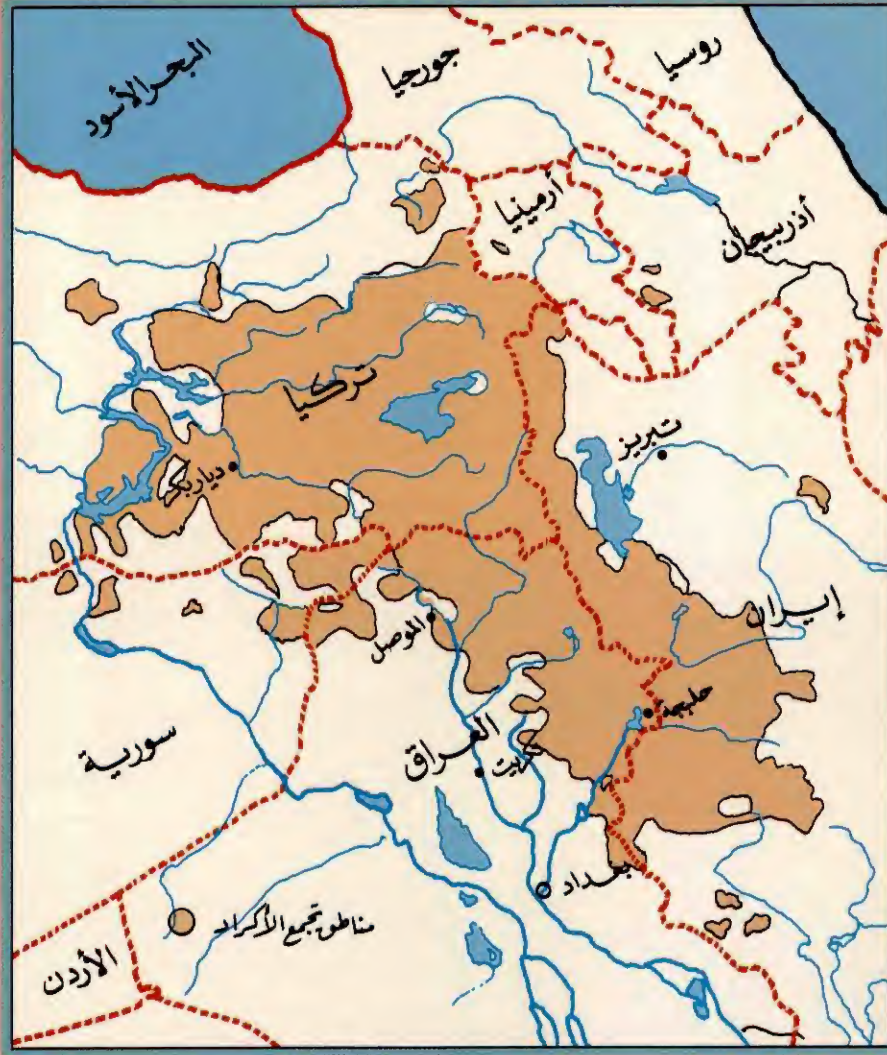 البحر الأسود
جورجيا
روسيا
أرمينيا
أذربيجان
تركيا
تبريز
ديار بكر
إيران
الموصل
حلبجة
العراق
تكريت
سورية
بغداد
مناطق تجمع الأكراد
الأردن